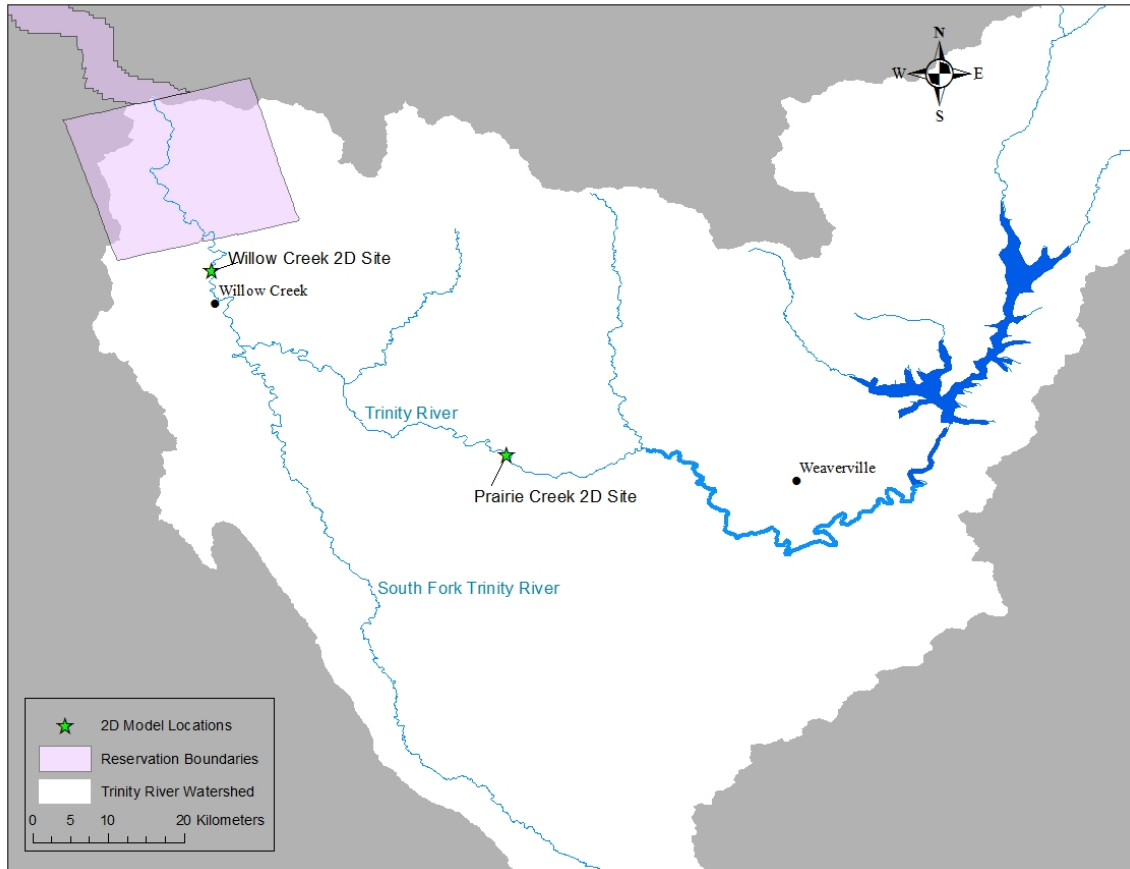 N
W E
S
Willow Creek 2D Site
Willow Creek
Trinity River
Weaverville
Prairie Creek 2D Site
South Fork Trinity River
2D Model Locations
Reservation Boundaries
Trinity River Watershed
0 5 10 20 Kilometers